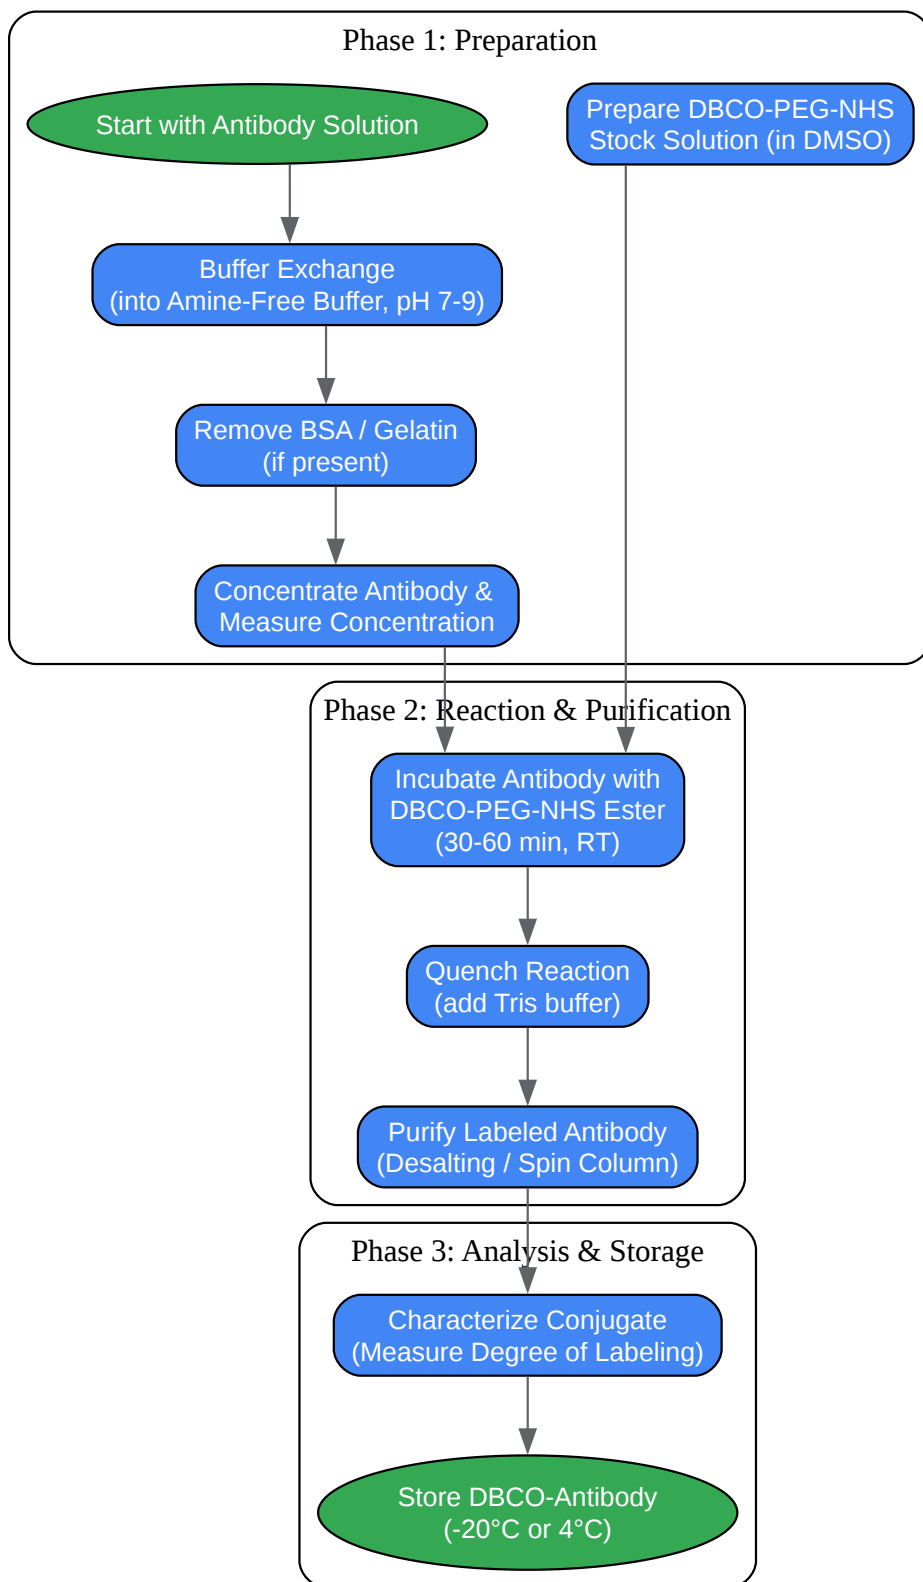 Phase 1: Preparation
Start with Antibody Solution
Prepare DBCO-PEG-NHS
Stock Solution (in DMSO)
Buffer Exchange
(into Amine-Free Buffer, pH 7-9)
Remove BSA / Gelatin
(if present)
Concentrate Antibody &
Measure Concentration
Phase 2: Reaction & Purification
Incubate Antibody with
DBCO-PEG-NHS Ester
(30-60 min, RT)
Quench Reaction
(add Tris buffer)
Purify Labeled Antibody
(Desalting / Spin Column)
Phase 3: Analysis & Storage
Characterize Conjugate
(Measure Degree of Labeling)
Store DBCO-Antibody
(-20°C or 4°C)